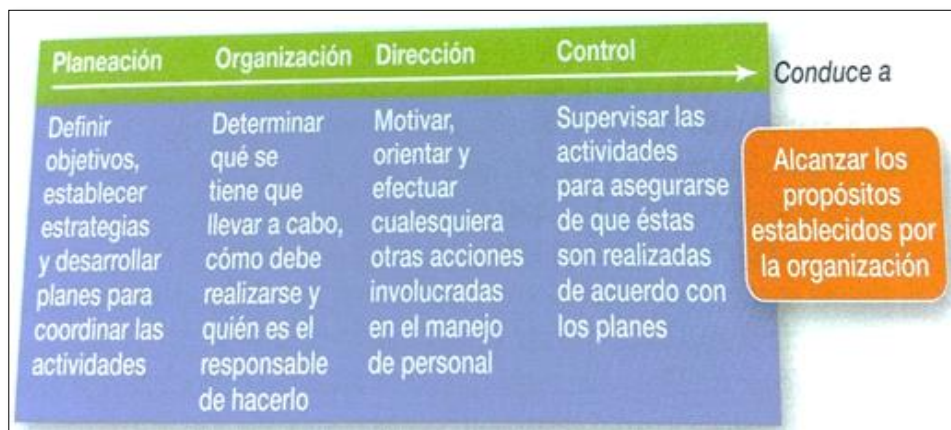 Planeación
Organización
Dirección
Control
Conduce a
Definir
objetivos,
establecer
estrategias
y desarrollar
planes para
coordinar las
actividades
Determinar
qué se
tiene que
llevar a cabo,
cómo debe
realizarse y
quién es el
responsable
de hacerlo
Motivar,
orientar y
efectuar
cualesquiera
otras acciones
involucradas
en el manejo
de personal
Supervisar las
actividades
para asegurarse
de que éstas
son realizadas
de acuerdo con
los planes
Alcanzar los
propósitos
establecidos por
la organización